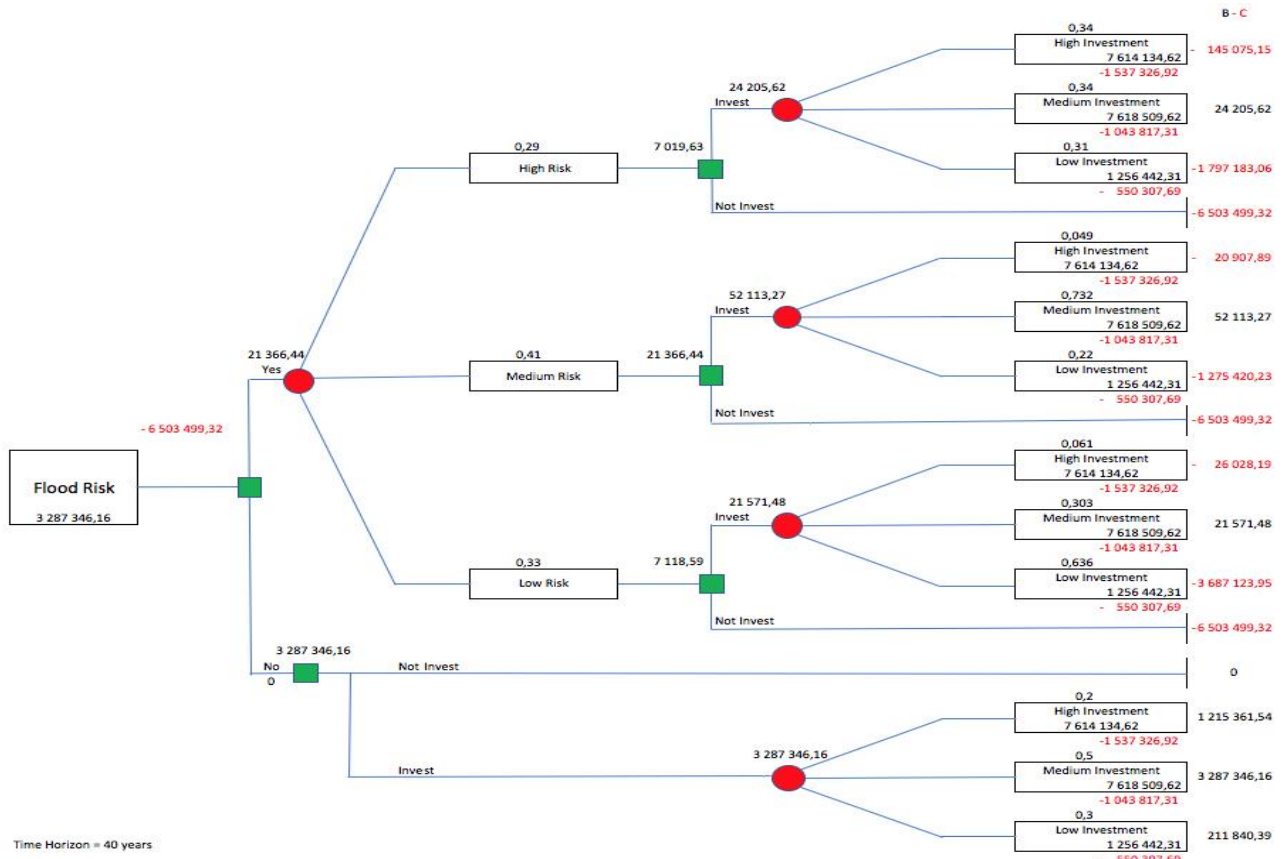 B - C
0,34
High Investment
7 614 134,62
- 145 075,15
-1 537 326,92
24 205,62
Invest
0,34
Medium Investment
7 618 509,62
24 205,62
-1 043 817,31
0,29
High Risk
7 019,63
0,31
Low Investment
1 256 442,31
-1 797 183,06
- 550 307,69
Not Invest
-6 503 499,32
0,049
High Investment
7 614 134,62
- 20 907,89
-1 537 326,92
52 113,27
Invest
0,732
Medium Investment
7 618 509,62
52 113,27
-1 043 817,31
21 366,44
Yes
0,41
Medium Risk
21 366,44
0,22
Low Investment
1 256 442,31
-1 275 420,23
- 550 307,69
Not Invest
-6 503 499,32
- 6 503 499,32
0,061
High Investment
7 614 134,62
- 26 028,19
-1 537 326,92
Flood Risk
3 287 346,16
21 571,48
Invest
0,303
Medium Investment
7 618 509,62
21 571,48
-1 043 817,31
0,33
Low Risk
7 118,59
0,636
Low Investment
1 256 442,31
-3 687 123,95
- 550 307,69
Not Invest
-6 503 499,32
3 287 346,16
No
0
Not Invest
0
0,2
High Investment
7 614 134,62
1 215 361,54
-1 537 326,92
3 287 346,16
Invest
0,5
Medium Investment
7 618 509,62
3 287 346,16
-1 043 817,31
0,3
Low Investment
1 256 442,31
211 840,39
Time Horizon = 40 years